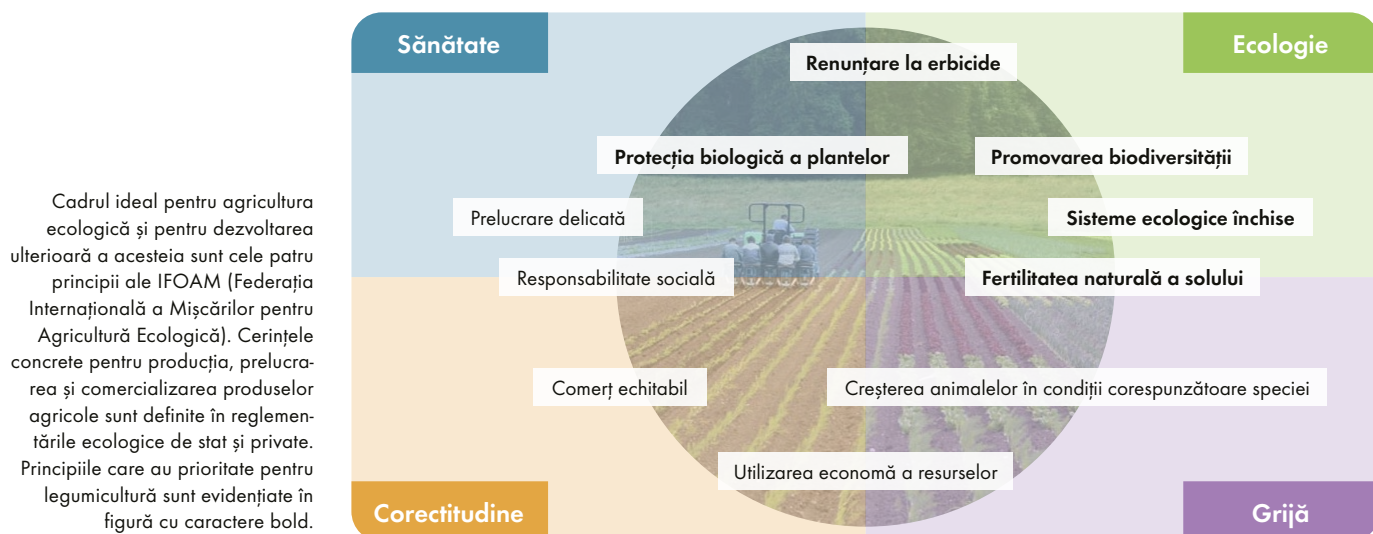 Cadrul ideal pentru agricultura
ecologică și pentru dezvoltarea
ulterioară a acesteia sunt cele patru
principii ale IFOAM (Federația
Internațională a Mișcărilor pentru
Agricultură Ecologică). Cerințele
concrete pentru producția, prelucra-
rea și comercializarea produselor
agricole sunt definite în reglemen-
tările ecologice de stat și private.
Principiile care au prioritate pentru
legumicultură sunt evidențiate în
figură cu caractere bold.
Sănătate
Ecologie
Renunțare la erbicide
Protecția biologică a plantelor
Promovarea biodiversității
Prelucrare delicată
Sisteme ecologice închise
Responsabilitate socială
Fertilitatea naturală a solului
Comerț echitabil
Creșterea animalelor în condiții corespunzătoare speciei
Utilizarea economă a resurselor
Corectitudine
Grijă